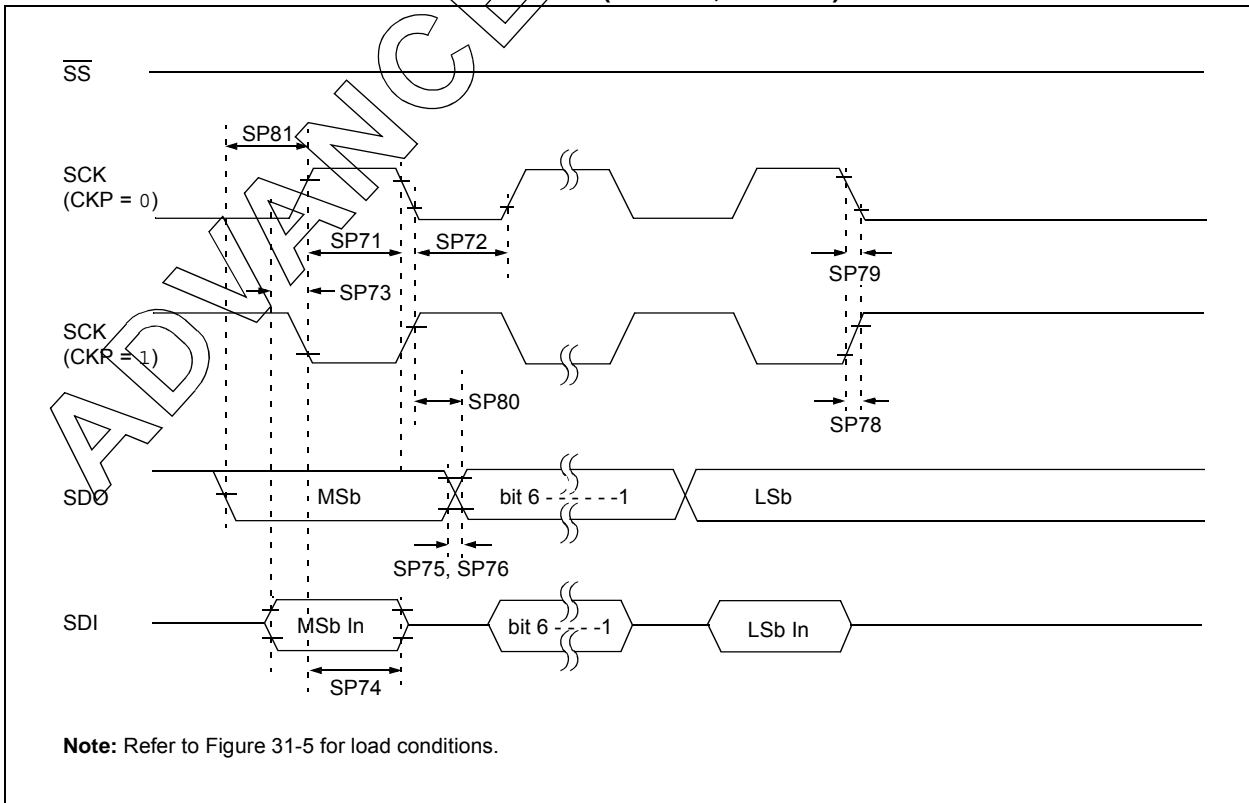 SS
SP81
SCK
(CKP = 0)
SP71
SP72
SP79
SP73
SCK
(CKP = 1)
SP80
SP78
SDO
MSb
bit 6 - - - - - -1
LSb
SP75, SP76
SDI
MSb In
bit 6 - - - -1
LSb In
SP74
Note: Refer to Figure 31-5 for load conditions.